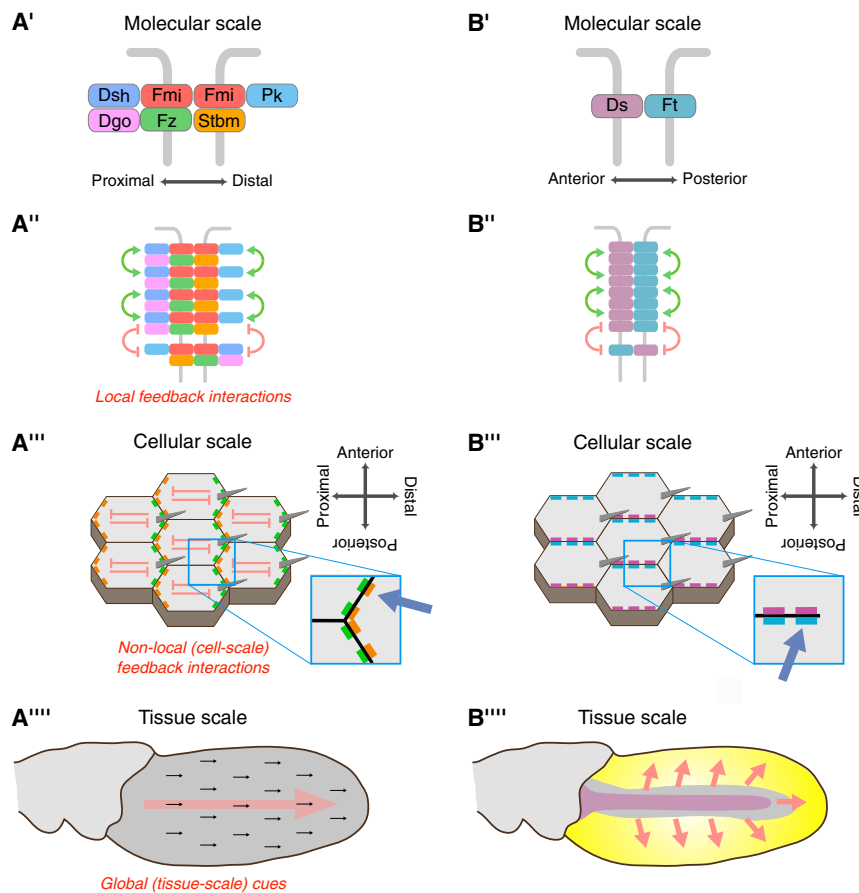 A'
Molecular scale
Dsh Fmi Fmi Pk
Dgo Fz Stbm
Proximal Distal
B'
Molecular scale
Ds Ft
Anterior Posterior
A''
Local feedback interactions
B''
A'''
Cellular scale
Anterior
Proximal
Distal
Posterior
Non-local (cell-scale)
feedback interactions
B'''
Cellular scale
Anterior
Proximal
Distal
Posterior
A''''
Tissue scale
Global (tissue-scale) cues
B''''
Tissue scale